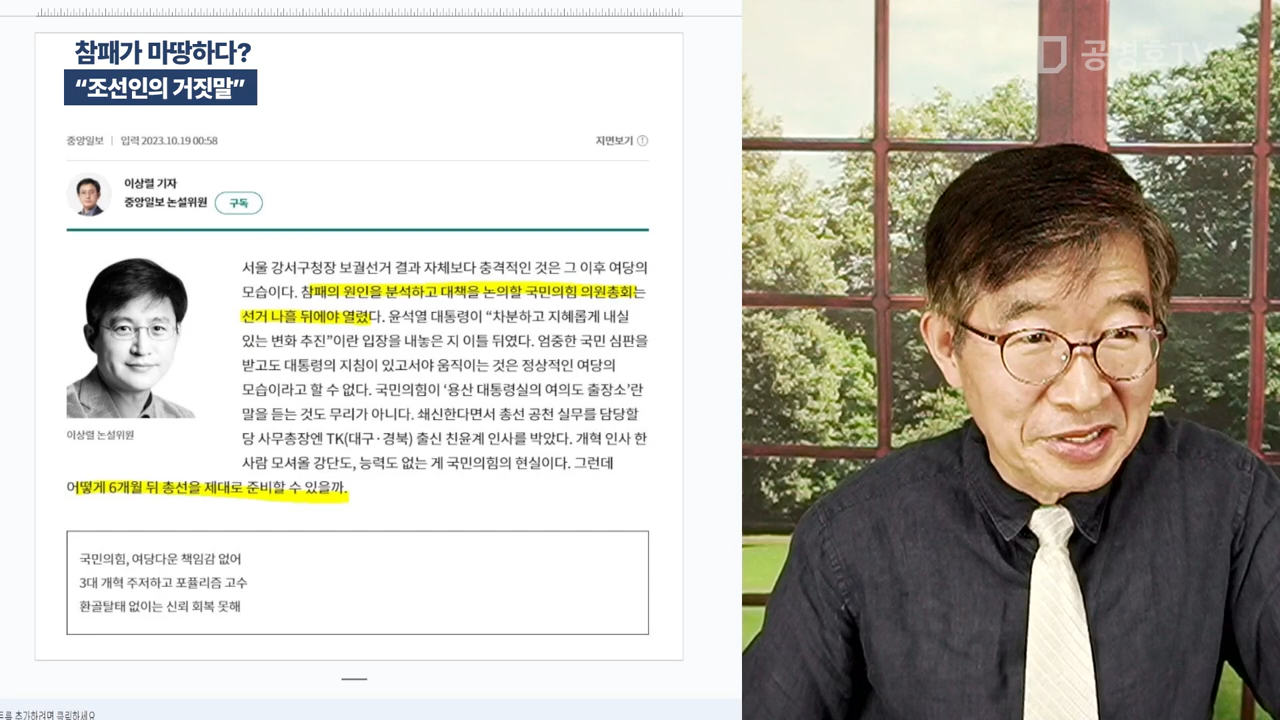 참패가 마땅하다?
“조선인의 거짓말”
중앙일보 | 입력 2023.10.19 00:58
지면보기
이상렬 기자
중앙일보 논설위원
구독
서울 강서구청장 보궐선거 결과 자체보다 충격적인 것은 그 이후 여당의
모습이다. 참패의 원인을 분석하고 대책을 논의할 국민의힘 의원총회는
선거 나흘 뒤에야 열렸다. 윤석열 대통령이 “차분하고 지혜롭게 내실
있는 변화 추진”이란 입장을 내놓은 지 이틀 뒤였다. 엄중한 국민 심판을
받고도 대통령의 지침이 있고서야 움직이는 것은 정상적인 여당의
모습이라고 할 수 없다. 국민의힘이 ‘용산 대통령실의 여의도 출장소’란
말을 듣는 것도 무리가 아니다. 쇄신한다면서 총선 공천 실무를 담당할
당 사무총장엔 TK(대구·경북) 출신 친윤계 인사를 박았다. 개혁 인사 한
사람 모셔올 강단도, 능력도 없는 게 국민의힘의 현실이다. 그런데
어떻게 6개월 뒤 총선을 제대로 준비할 수 있을까.
이상렬 논설위원
국민의힘, 여당다운 책임감 없어
3대 개혁 주저하고 포퓰리즘 고수
환골탈태 없이는 신뢰 회복 못해
공병호TV
추가하려면 클릭하세요